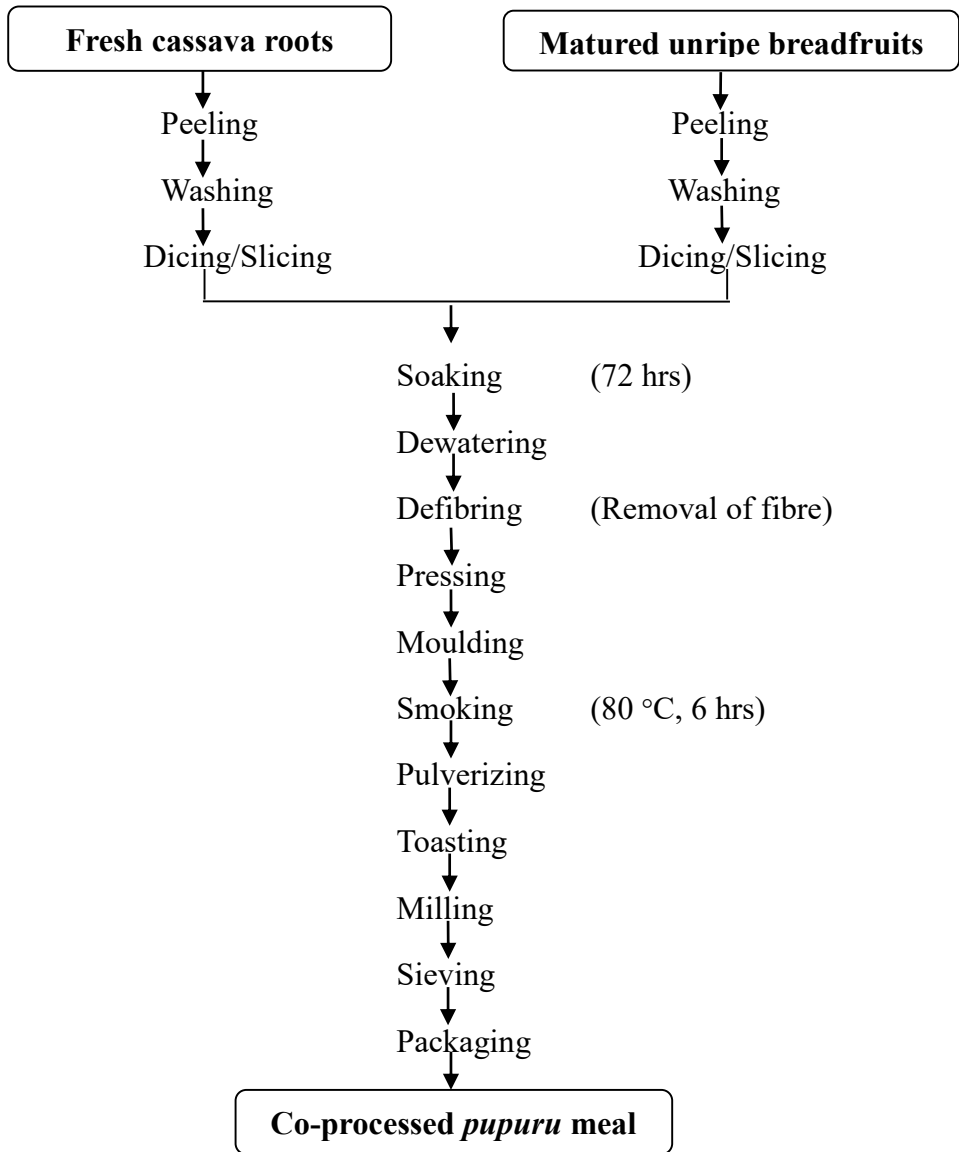 Fresh cassava roots
Matured unripe breadfruits
Peeling
Peeling
Washing
Washing
Dicing/Slicing
Dicing/Slicing
Soaking (72 hrs)
Dewatering
Defibring (Removal of fibre)
Pressing
Moulding
Smoking (80 °C, 6 hrs)
Pulverizing
Toasting
Milling
Sieving
Packaging
Co-processed pupuru meal